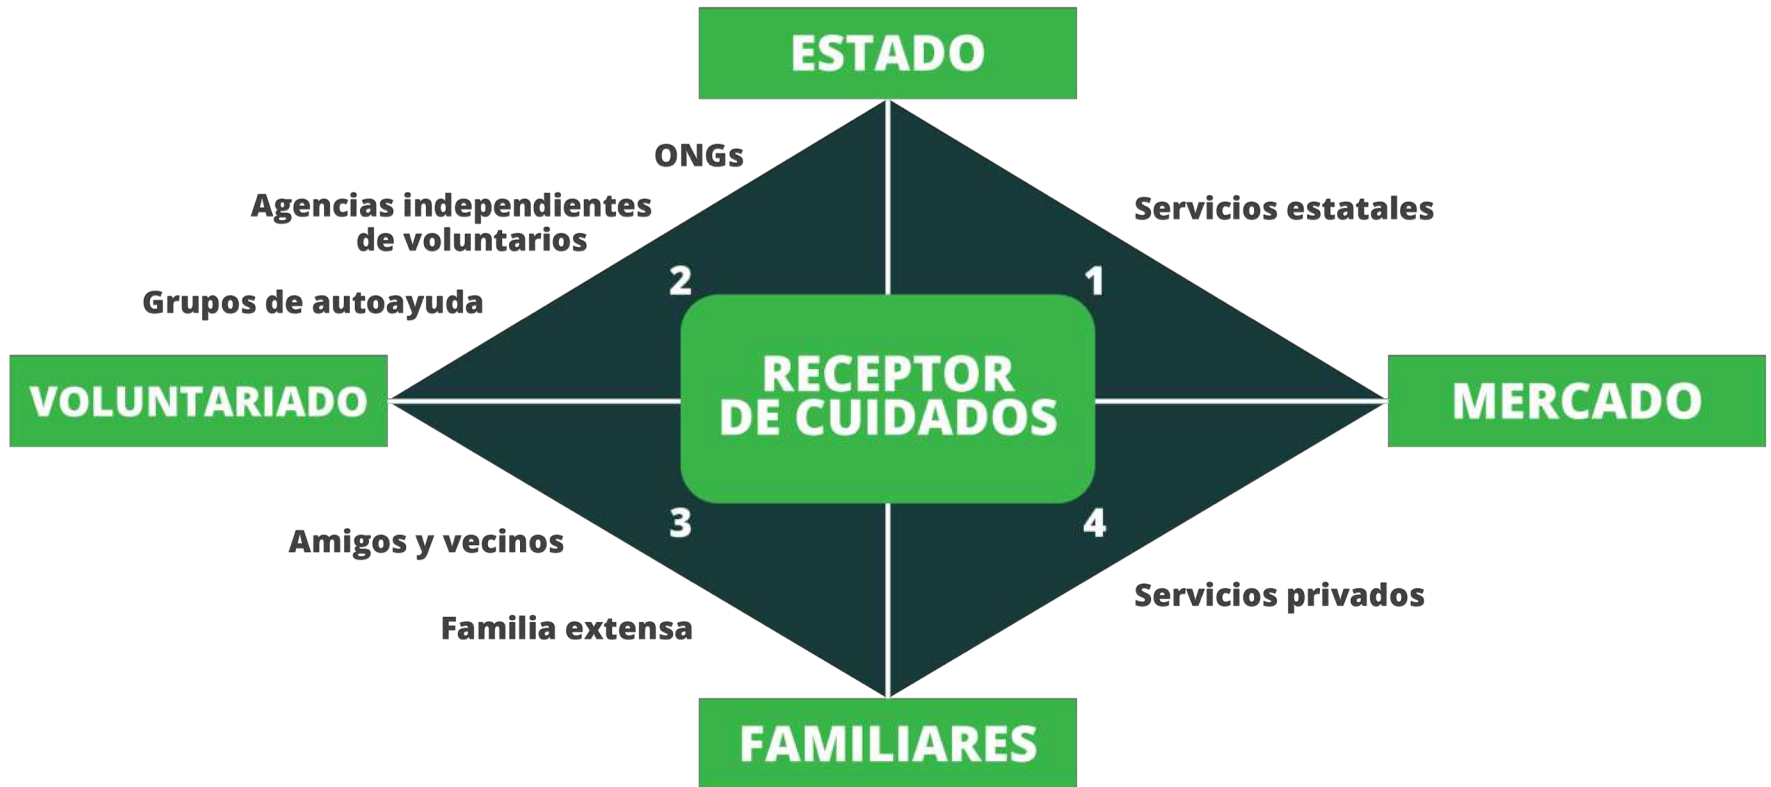 ESTADO
ONGs
Agencias independientes
de voluntarios
Servicios estatales
Grupos de autoayuda
2
1
VOLUNTARIADO
RECEPTOR
DE CUIDADOS
MERCADO
3
4
Amigos y vecinos
Servicios privados
Familia extensa
FAMILIARES